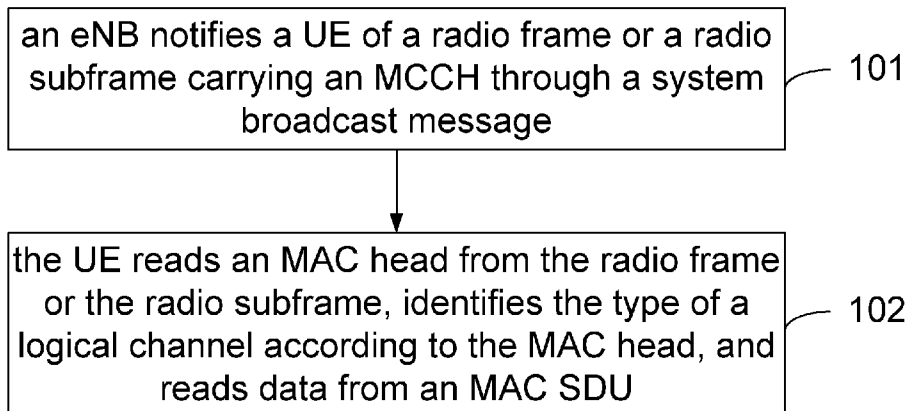 an eNB notifies a UE of a radio frame or a radio
subframe carrying an MCCH through a system
broadcast message
101
the UE reads an MAC head from the radio frame
or the radio subframe, identifies the type of a
logical channel according to the MAC head, and
reads data from an MAC SDU
102